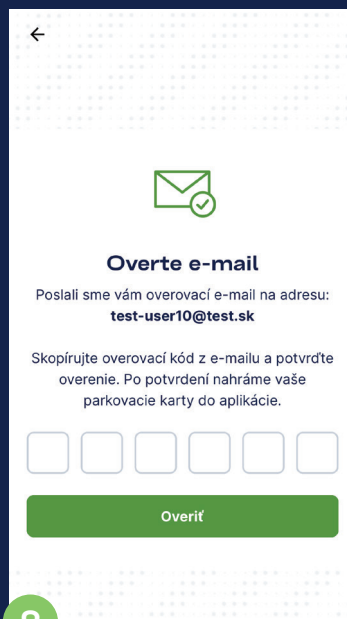 Overte e-mail
Poslali sme vám overovací e-mail na adresu:
test-user10@test.sk
Skopírujte overovací kód z e-mailu a potvrďte
overenie. Po potvrdení nahráme vaše
parkovacie karty do aplikácie.
Overiť